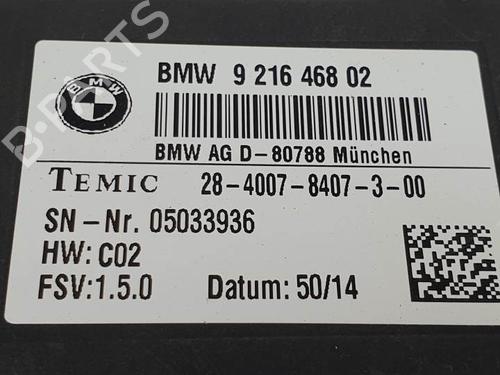 BMW
BMW 9 216 468 02
BMW AG D-80788 München
TEMIC 28-4007-8407-3-00
SN-Nr. 05033936
HW: C02
FSV:1.5.0 Datum: 50/14
B-PARTS